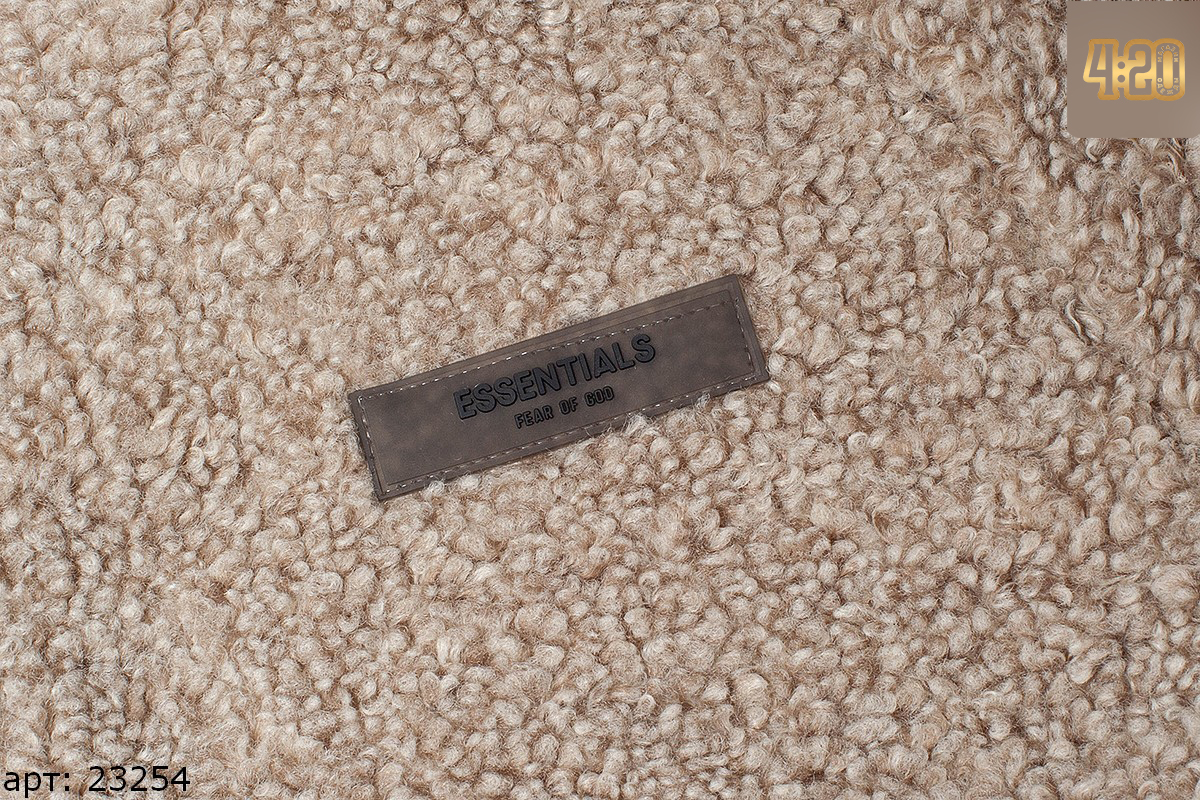 4:20
ESSENTIALS
FEAR OF GOD
арт: 23254